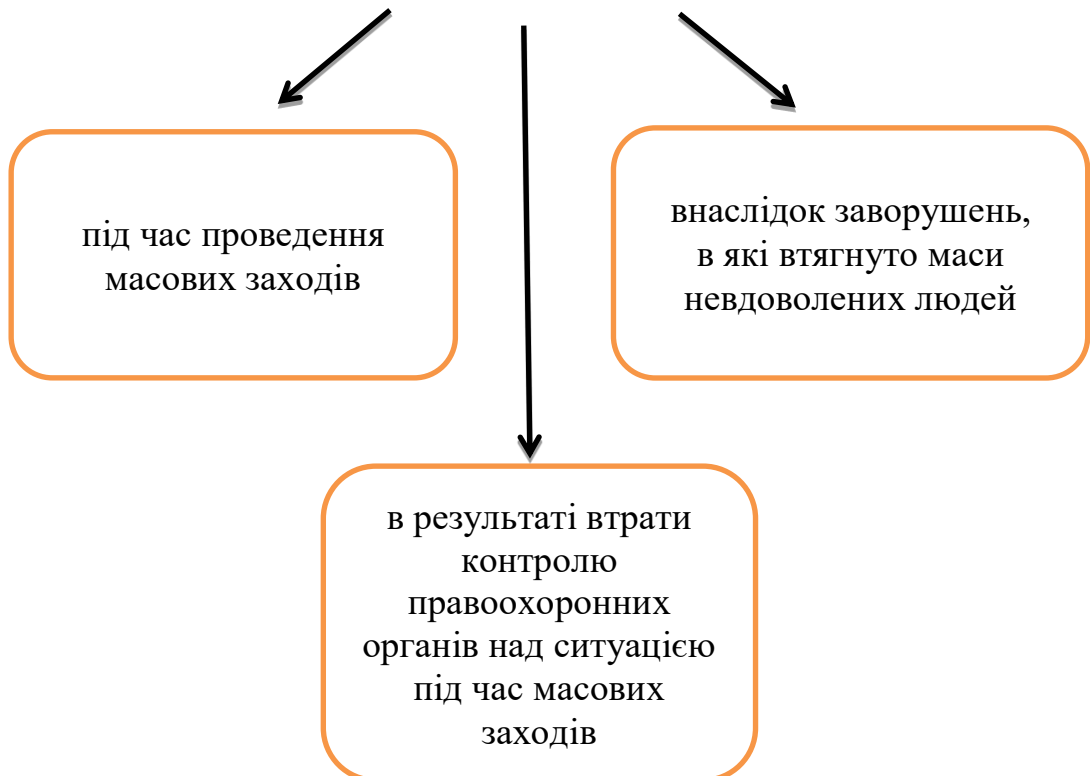 під час проведення
масових заходів
внаслідок заворушень,
в які втягнуто маси
невдоволених людей
в результаті втрати
контролю
правоохоронних
органів над ситуацією
під час масових
заходів